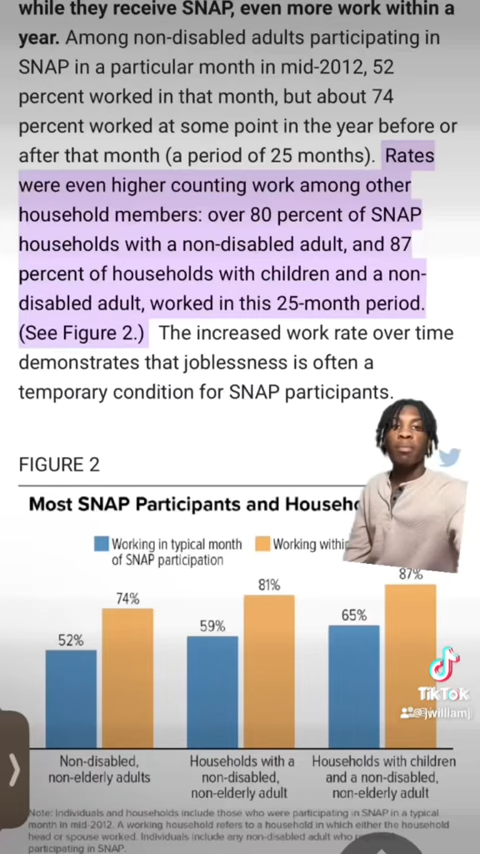 while they receive SNAP, even more work within a
year. Among non-disabled adults participating in
SNAP in a particular month in mid-2012, 52
percent worked in that month, but about 74
percent worked at some point in the year before or
after that month (a period of 25 months). Rates
were even higher counting work among other
household members: over 80 percent of SNAP
households with a non-disabled adult, and 87
percent of households with children and a non-
disabled adult, worked in this 25-month period.
(See Figure 2.) The increased work rate over time
demonstrates that joblessness is often a
temporary condition for SNAP participants.
FIGURE 2
Most SNAP Participants and Househo
Working in typical month
of SNAP participation
Working withi
52%
74%
59%
81%
65%
87%
Non-disabled,
non-elderly adults
Households with a
non-disabled,
non-elderly adult
Households with children
and a non-disabled,
non-elderly adult
TikTok
jwilliamj
Note: Individuals and households include those who were participating in SNAP in a typical
month in mid-2012. A working household refers to a household in which either the household
head or spouse worked. Individuals include any non-disabled adult who
participating in SNAP.